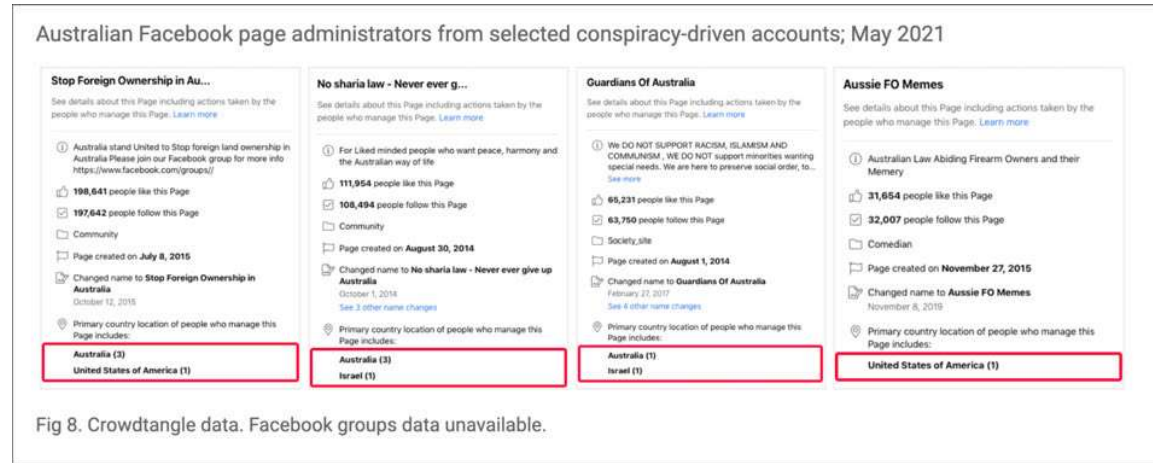 Australian Facebook page administrators from selected conspiracy-driven accounts; May 2021
Stop Foreign Ownership in Au...
See details about this Page including actions taken by the
people who manage this Page. Learn more
Australia stand United to Stop foreign land ownership in
Australia Please join our Facebook group for more info
https://www.facebook.com/groups//
198,641 people like this Page
197,642 people follow this Page
Community
Page created on July 8, 2015
Changed name to Stop Foreign Ownership in
Australia
October 12, 2015
Primary country location of people who manage this
Page includes:
Australia (3)
United States of America (1)
No sharia law - Never ever g...
See details about this Page including actions taken by the
people who manage this Page. Learn more
For Liked minded people who want peace, harmony and
the Australian way of life
111,954 people like this Page
108,494 people follow this Page
Community
Page created on August 30, 2014
Changed name to No sharia law - Never ever give up
Australia
October 1, 2014
See 3 other name changes
Primary country location of people who manage this
Page includes:
Australia (3)
Israel (1)
Guardians Of Australia
See details about this Page including actions taken by the
people who manage this Page. Learn more
We DO NOT SUPPORT RACISM, ISLAMISM AND
COMMUNISM , WE DO NOT support minorities wanting
special needs. We are here to preserve social order, to...
See more
65,231 people like this Page
63,750 people follow this Page
Society_site
Page created on August 1, 2014
Changed name to Guardians Of Australia
February 27, 2017
See 4 other name changes
Primary country location of people who manage this
Page includes:
Australia (1)
Israel (1)
Aussie FO Memes
See details about this Page including actions taken by the
people who manage this Page. Learn more
Australian Law Abiding Firearm Owners and their
Memery
31,654 people like this Page
32,007 people follow this Page
Comedian
Page created on November 27, 2015
Changed name to Aussie FO Memes
November 8, 2019
Primary country location of people who manage this
Page includes:
United States of America (1)
Fig 8. Crowdtangle data. Facebook groups data unavailable.